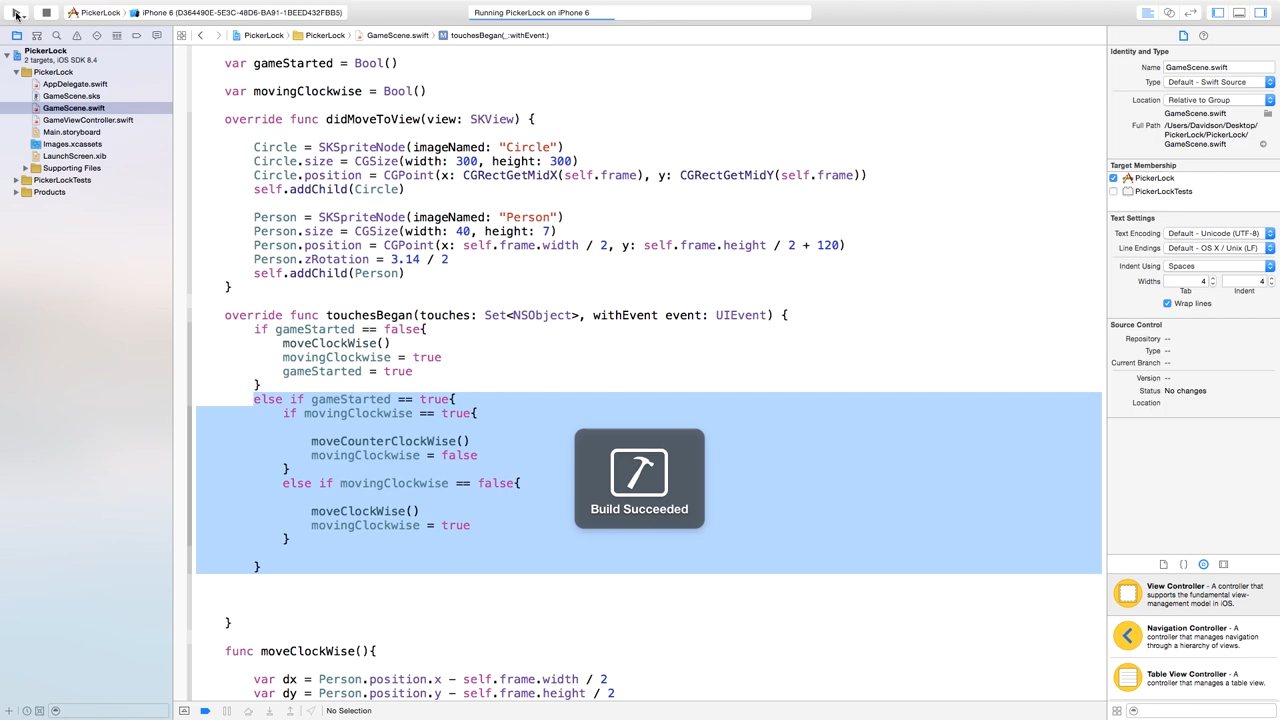 PickerLock
iPhone 6 (D364490E-5E3C-48D6-BA91-1BEED432FBB5)
Running PickerLock on iPhone 6
PickerLock
PickerLock
GameScene.swift
touchesBegan(_:withEvent:)
PickerLock
2 targets, iOS SDK 8.4
PickerLock
AppDelegate.swift
GameScene.sks
GameScene.swift
GameViewController.swift
Main.storyboard
Images.xcassets
LaunchScreen.xib
Supporting Files
PickerLockTests
Products
var gameStarted = Bool()
var movingClockwise = Bool()
override func didMoveToView(view: SKView) {
Circle = SKSpriteNode(imageNamed: "Circle")
Circle.size = CGSize(width: 300, height: 300)
Circle.position = CGPoint(x: CGRectGetMidX(self.frame), y: CGRectGetMidY(self.frame))
self.addChild(Circle)
Person = SKSpriteNode(imageNamed: "Person")
Person.size = CGSize(width: 40, height: 7)
Person.position = CGPoint(x: self.frame.width / 2, y: self.frame.height / 2 + 120)
Person.zRotation = 3.14 / 2
self.addChild(Person)
}
override func touchesBegan(touches: Set<NSObject>, withEvent event: UIEvent) {
if gameStarted == false{
moveClockWise()
movingClockwise = true
gameStarted = true
}
else if gameStarted == true{
if movingClockwise == true{
moveCounterClockWise()
movingClockwise = false
}
else if movingClockwise == false{
moveClockWise()
movingClockwise = true
}
}
}
func moveClockWise(){
var dx = Person.position.x - self.frame.width / 2
var dy = Person.position.y - self.frame.height / 2
Build Succeeded
Identity and Type
Name GameScene.swift
Type Default - Swift Source
Location Relative to Group
GameScene.swift
Full Path /Users/Davidson/Desktop/
PickerLock/PickerLock/
GameScene.swift
Target Membership
PickerLock
PickerLockTests
Text Settings
Text Encoding Default - Unicode (UTF-8)
Line Endings Default - OS X / Unix (LF)
Indent Using Spaces
Widths 4 4
Tab Indent
Wrap lines
Source Control
Repository --
Type --
Current Branch --
Version --
Status No changes
Location
View Controller - A controller that
supports the fundamental view-
management model in iOS.
Navigation Controller - A
controller that manages navigation
through a hierarchy of views.
Table View Controller - A
controller that manages a table view.
No Selection